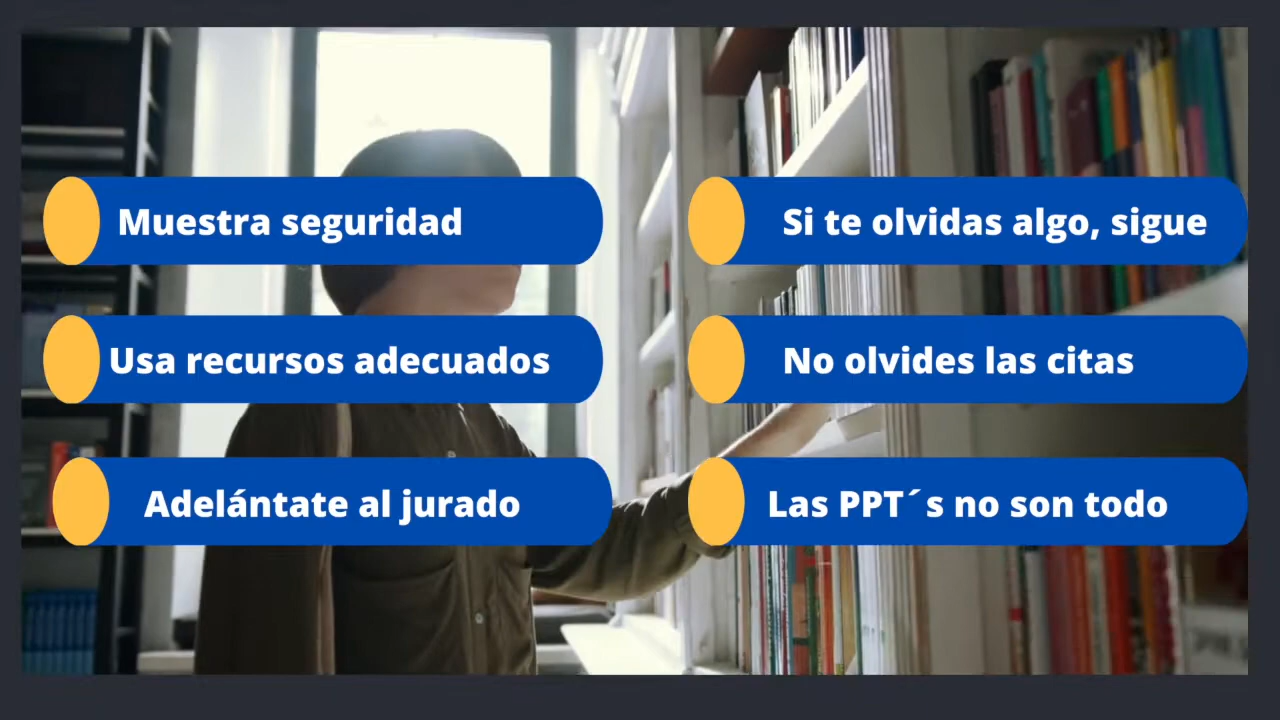 Muestra seguridad
Usa recursos adecuados
Adelántate al jurado
Si te olvidas algo, sigue
No olvides las citas
Las PPT´s no son todo